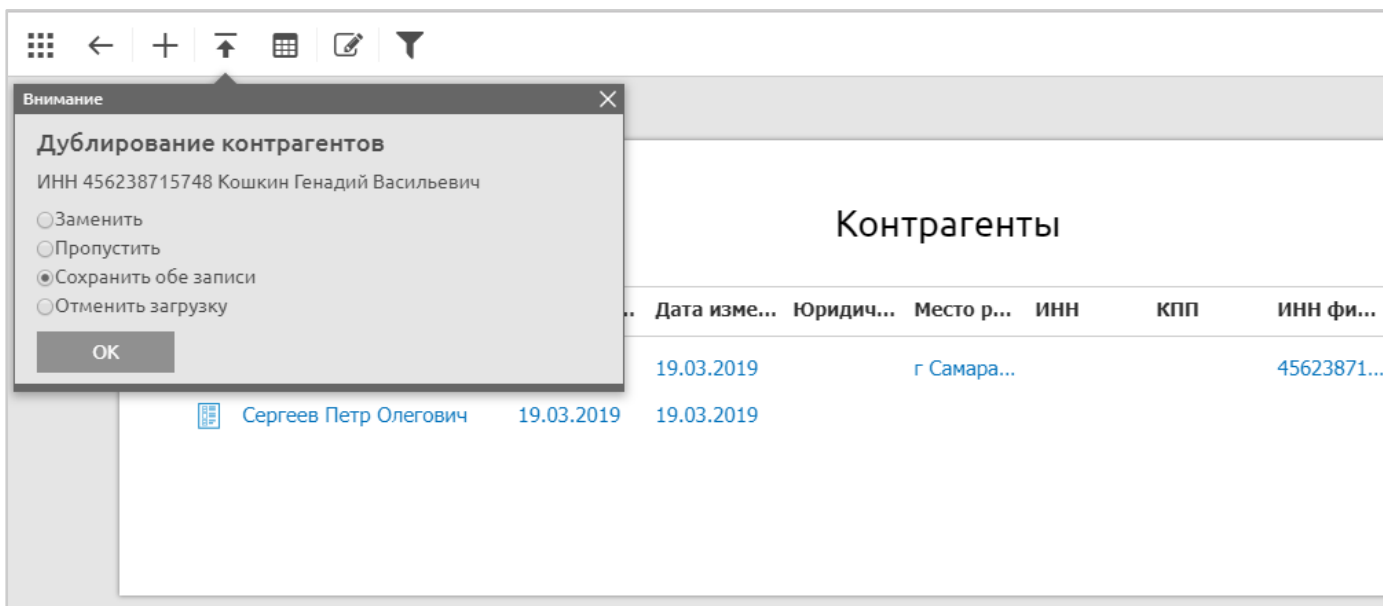 Внимание
Дублирование контрагентов
ИНН 456238715748 Кошкин Генадий Васильевич
Заменить
Пропустить
Сохранить обе записи
Отменить загрузку
OK
Контрагенты
.. Дата изме... Юридич... Место р... ИНН КПП ИНН фи...
19.03.2019 г Самара... 45623871...
Сергеев Петр Олегович 19.03.2019 19.03.2019